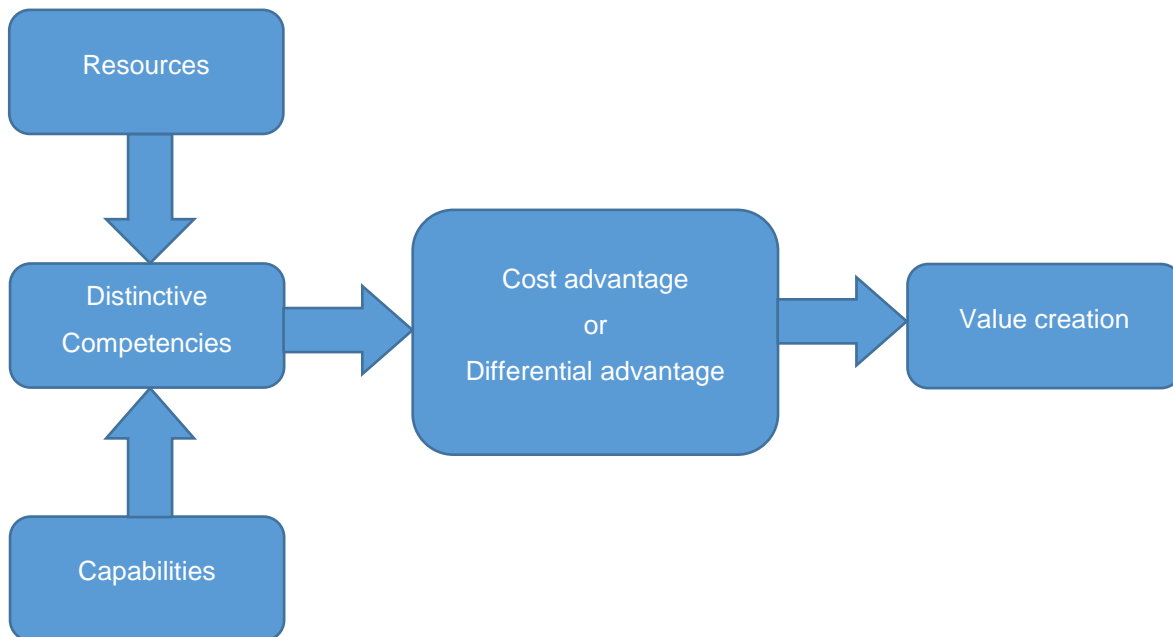 Resources
Distinctive
Competencies
Capabilities
Cost advantage
or
Differential advantage
Value creation